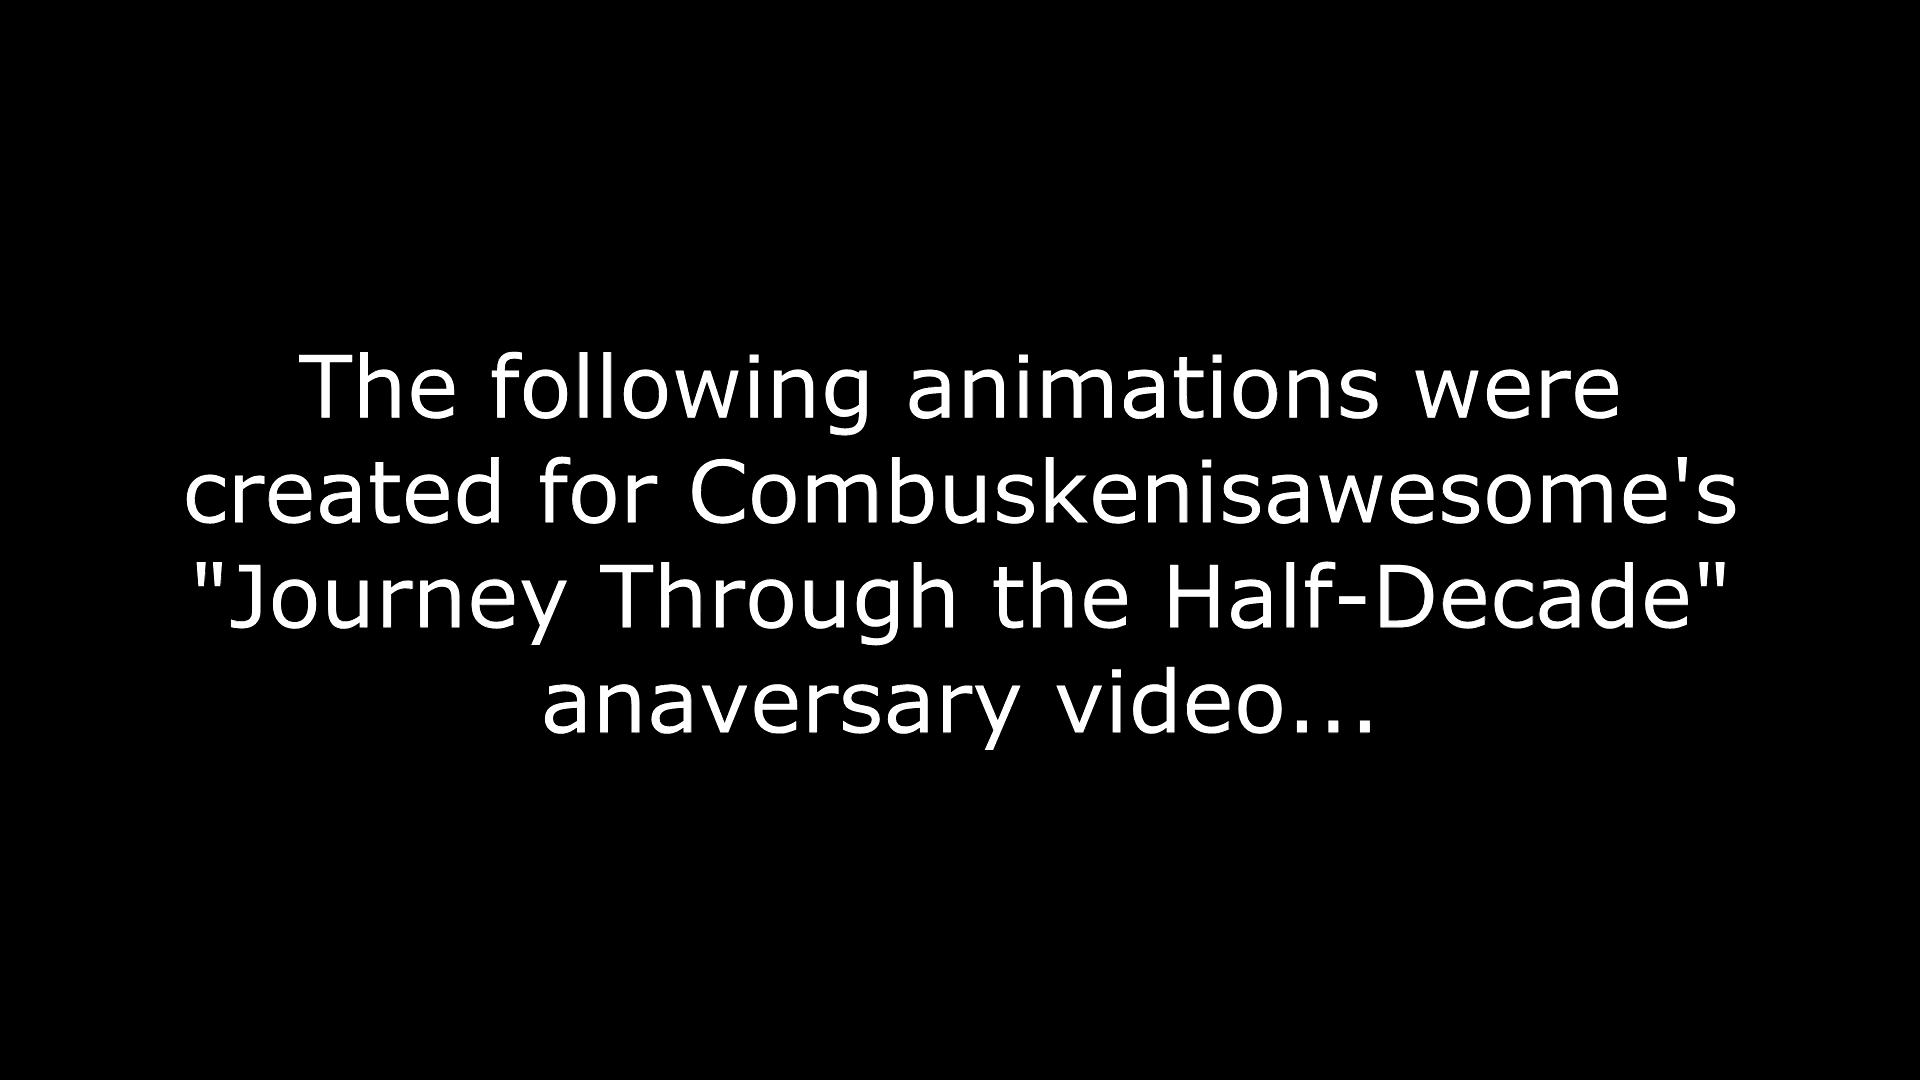 The following animations were
created for Combuskenisawesome's
"Journey Through the Half-Decade"
anaversary video...